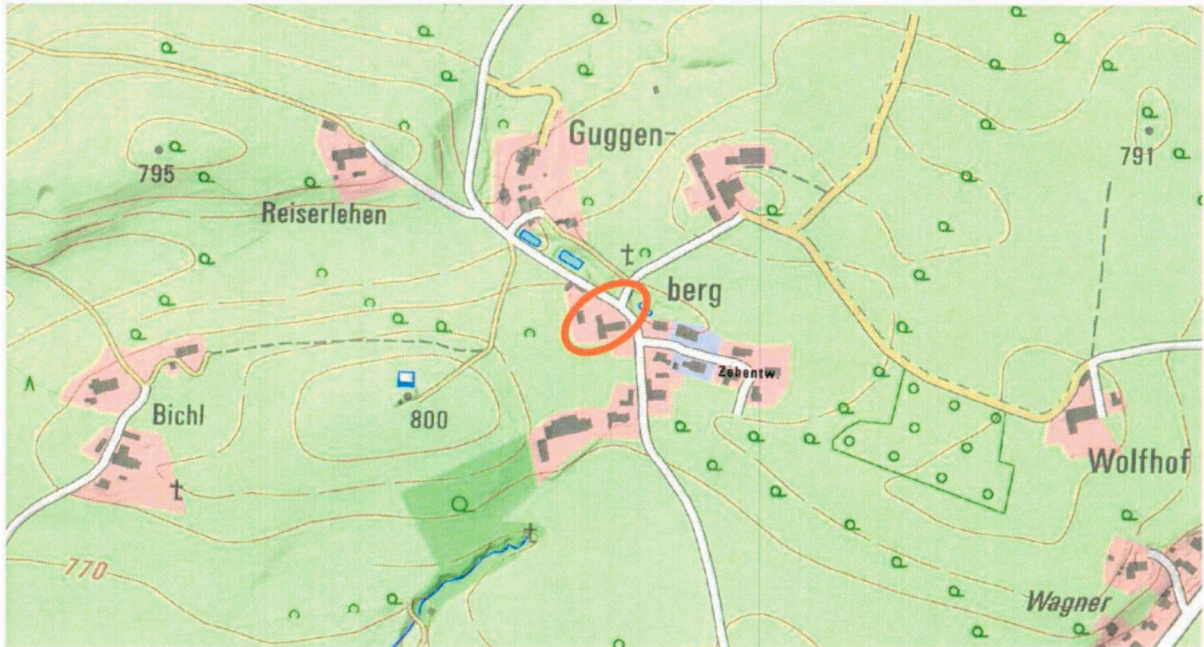 Guggen-
795
791
Reiserlehen
berg
Zehentw.
Bichl
800
Wolfhof
770
Wagner